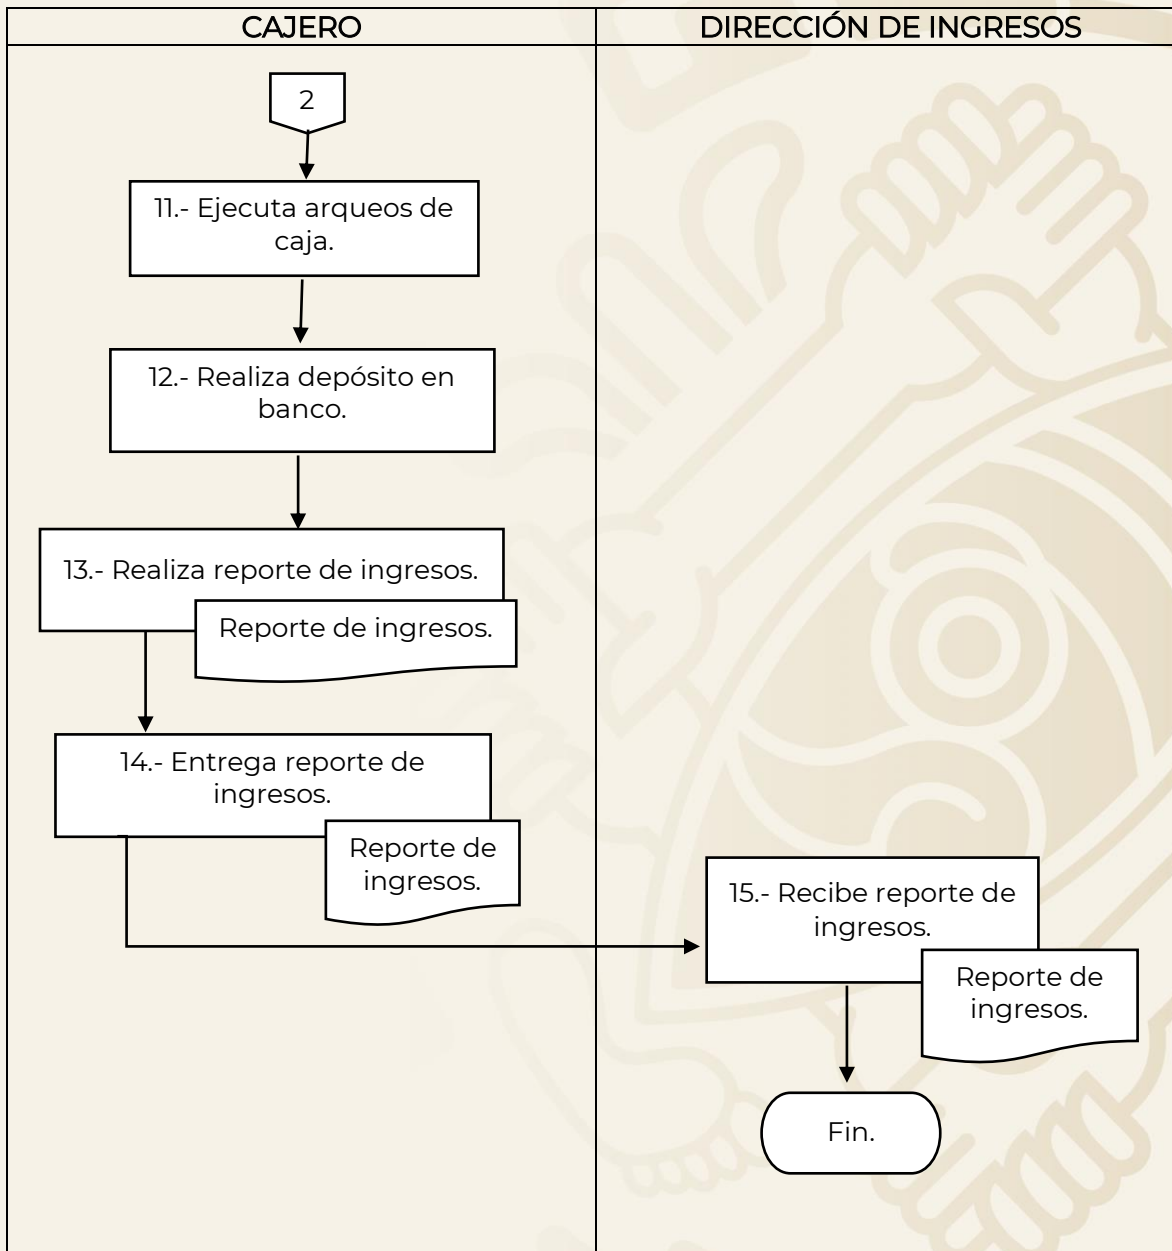 CAJERO
DIRECCIÓN DE INGRESOS
2
11.- Ejecuta arqueos de
caja.
12.- Realiza depósito en
banco.
13.- Realiza reporte de ingresos.
Reporte de ingresos.
14.- Entrega reporte de
ingresos.
Reporte de
ingresos.
15.- Recibe reporte de
ingresos.
Reporte de
ingresos.
Fin.